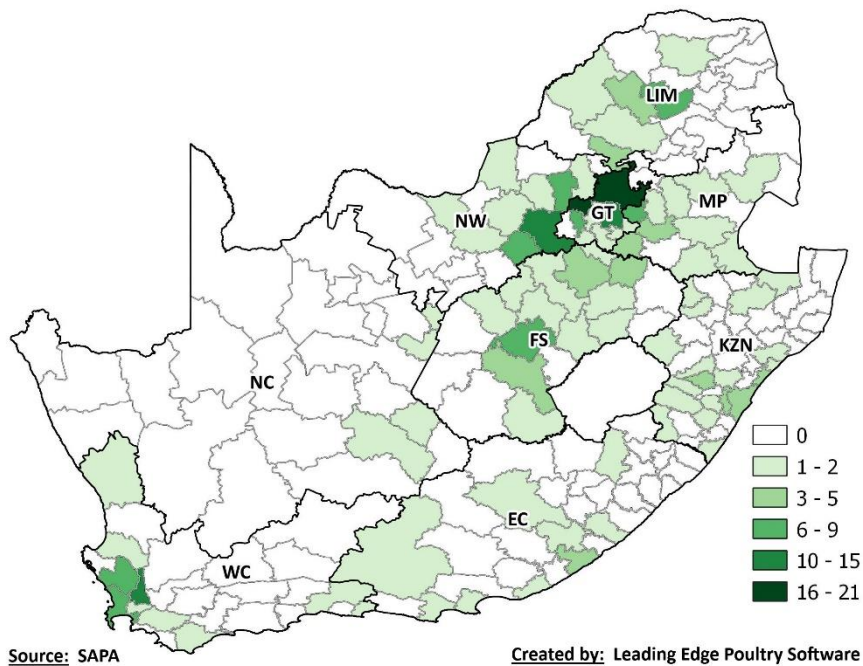 LIM
NW
GT
MP
FS
KZN
NC
EC
WC
0
1 - 2
3 - 5
6 - 9
10 - 15
16 - 21
Source: SAPA
Created by: Leading Edge Poultry Software